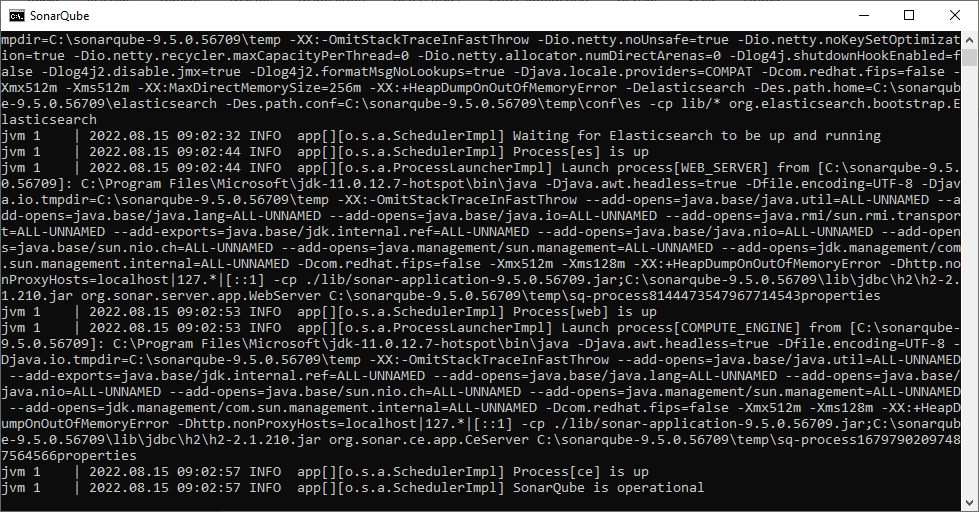 SonarQube
mpdir=C:\sonarqube-9.5.0.56709\temp -XX:-OmitStackTraceInFastThrow -Dio.netty.noUnsafe=true -Dio.netty.noKeySetOptimizat
ion=true -Dio.netty.recycler.maxCapacityPerThread=0 -Dio.netty.allocator.numDirectArenas=0 -Dlog4j.shutdownHookEnabled=f
alse -Dlog4j2.disable.jmx=true -Dlog4j2.formatMsgNoLookups=true -Djava.locale.providers=COMPAT -Dcom.redhat.fips=false -
Xmx512m -Xms512m -XX:MaxDirectMemorySize=256m -XX:+HeapDumpOnOutOfMemoryError -Delasticsearch -Des.path.home=C:\sonarqub
e-9.5.0.56709\elasticsearch -Des.path.conf=C:\sonarqube-9.5.0.56709\temp\conf\es -cp lib/* org.elasticsearch.bootstrap.E
lasticsearch
jvm 1    | 2022.08.15 09:02:32 INFO  app[][o.s.a.SchedulerImpl] Waiting for Elasticsearch to be up and running
jvm 1    | 2022.08.15 09:02:44 INFO  app[][o.s.a.SchedulerImpl] Process[es] is up
jvm 1    | 2022.08.15 09:02:44 INFO  app[][o.s.a.ProcessLauncherImpl] Launch process[WEB_SERVER] from [C:\sonarqube-9.5.
0.56709]: C:\Program Files\Microsoft\jdk-11.0.12.7-hotspot\bin\java -Djava.awt.headless=true -Dfile.encoding=UTF-8 -Djav
a.io.tmpdir=C:\sonarqube-9.5.0.56709\temp -XX:-OmitStackTraceInFastThrow --add-opens=java.base/java.util=ALL-UNNAMED --a
dd-opens=java.base/java.lang=ALL-UNNAMED --add-opens=java.base/java.io=ALL-UNNAMED --add-opens=java.rmi/sun.rmi.transpor
t=ALL-UNNAMED --add-exports=java.base/jdk.internal.ref=ALL-UNNAMED --add-opens=java.base/java.nio=ALL-UNNAMED --add-open
s=java.base/sun.nio.ch=ALL-UNNAMED --add-opens=java.management/sun.management=ALL-UNNAMED --add-opens=jdk.management/com
.sun.management.internal=ALL-UNNAMED -Dcom.redhat.fips=false -Xmx512m -Xms128m -XX:+HeapDumpOnOutOfMemoryError -Dhttp.no
nProxyHosts=localhost|127.*|[::1] -cp ./lib/sonar-application-9.5.0.56709.jar;C:\sonarqube-9.5.0.56709\lib\jdbc\h2\h2-2.
1.210.jar org.sonar.server.app.WebServer C:\sonarqube-9.5.0.56709\temp\sq-process8144473547967714543properties
jvm 1    | 2022.08.15 09:02:53 INFO  app[][o.s.a.SchedulerImpl] Process[web] is up
jvm 1    | 2022.08.15 09:02:53 INFO  app[][o.s.a.ProcessLauncherImpl] Launch process[COMPUTE_ENGINE] from [C:\sonarqube-
9.5.0.56709]: C:\Program Files\Microsoft\jdk-11.0.12.7-hotspot\bin\java -Djava.awt.headless=true -Dfile.encoding=UTF-8 -
Djava.io.tmpdir=C:\sonarqube-9.5.0.56709\temp -XX:-OmitStackTraceInFastThrow --add-opens=java.base/java.util=ALL-UNNAMED
 --add-exports=java.base/jdk.internal.ref=ALL-UNNAMED --add-opens=java.base/java.lang=ALL-UNNAMED --add-opens=java.base/
java.nio=ALL-UNNAMED --add-opens=java.base/sun.nio.ch=ALL-UNNAMED --add-opens=java.management/sun.management=ALL-UNNAMED
 --add-opens=jdk.management/com.sun.management.internal=ALL-UNNAMED -Dcom.redhat.fips=false -Xmx512m -Xms128m -XX:+HeapD
umpOnOutOfMemoryError -Dhttp.nonProxyHosts=localhost|127.*|[::1] -cp ./lib/sonar-application-9.5.0.56709.jar;C:\sonarqub
e-9.5.0.56709\lib\jdbc\h2\h2-2.1.210.jar org.sonar.ce.app.CeServer C:\sonarqube-9.5.0.56709\temp\sq-process1679790209748
7564566properties
jvm 1    | 2022.08.15 09:02:57 INFO  app[][o.s.a.SchedulerImpl] Process[ce] is up
jvm 1    | 2022.08.15 09:02:57 INFO  app[][o.s.a.SchedulerImpl] SonarQube is operational